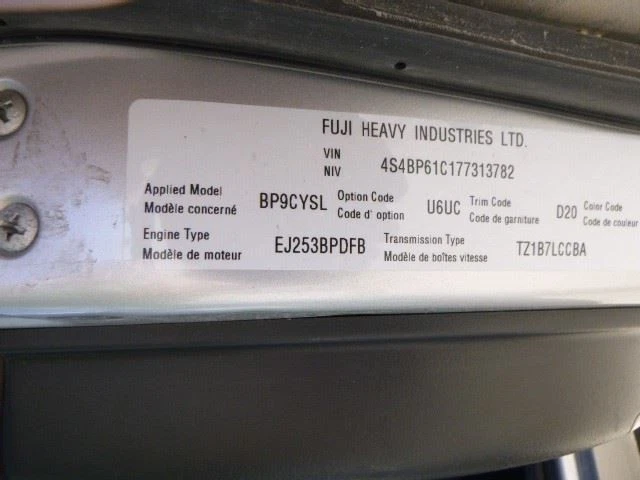 FUJI HEAVY INDUSTRIES LTD.
VIN
NIV 4S4BP61C177313782
Applied Model
Modèle concerné BP9CYSL Option Code
Code d' option U6UC Trim Code
Code de garniture D20 Color Code
Code de couleur
Engine Type
Modèle de moteur EJ253BPDFB Transmission Type
Modèle de boîtes vitesse TZ1B7LCCBA